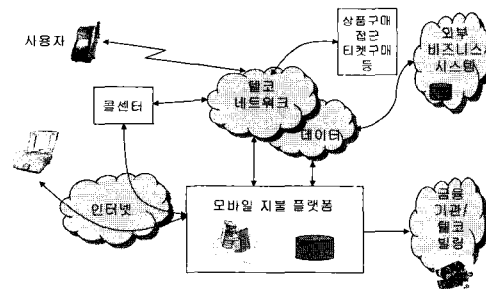 사용자
상품구매
접근
티켓구매
등
외부
비즈니스
시스템
콜센터
텔코
네트워크
데이터
인터넷
모바일 지불 플랫폼
금융
기관/
텔코
빌링